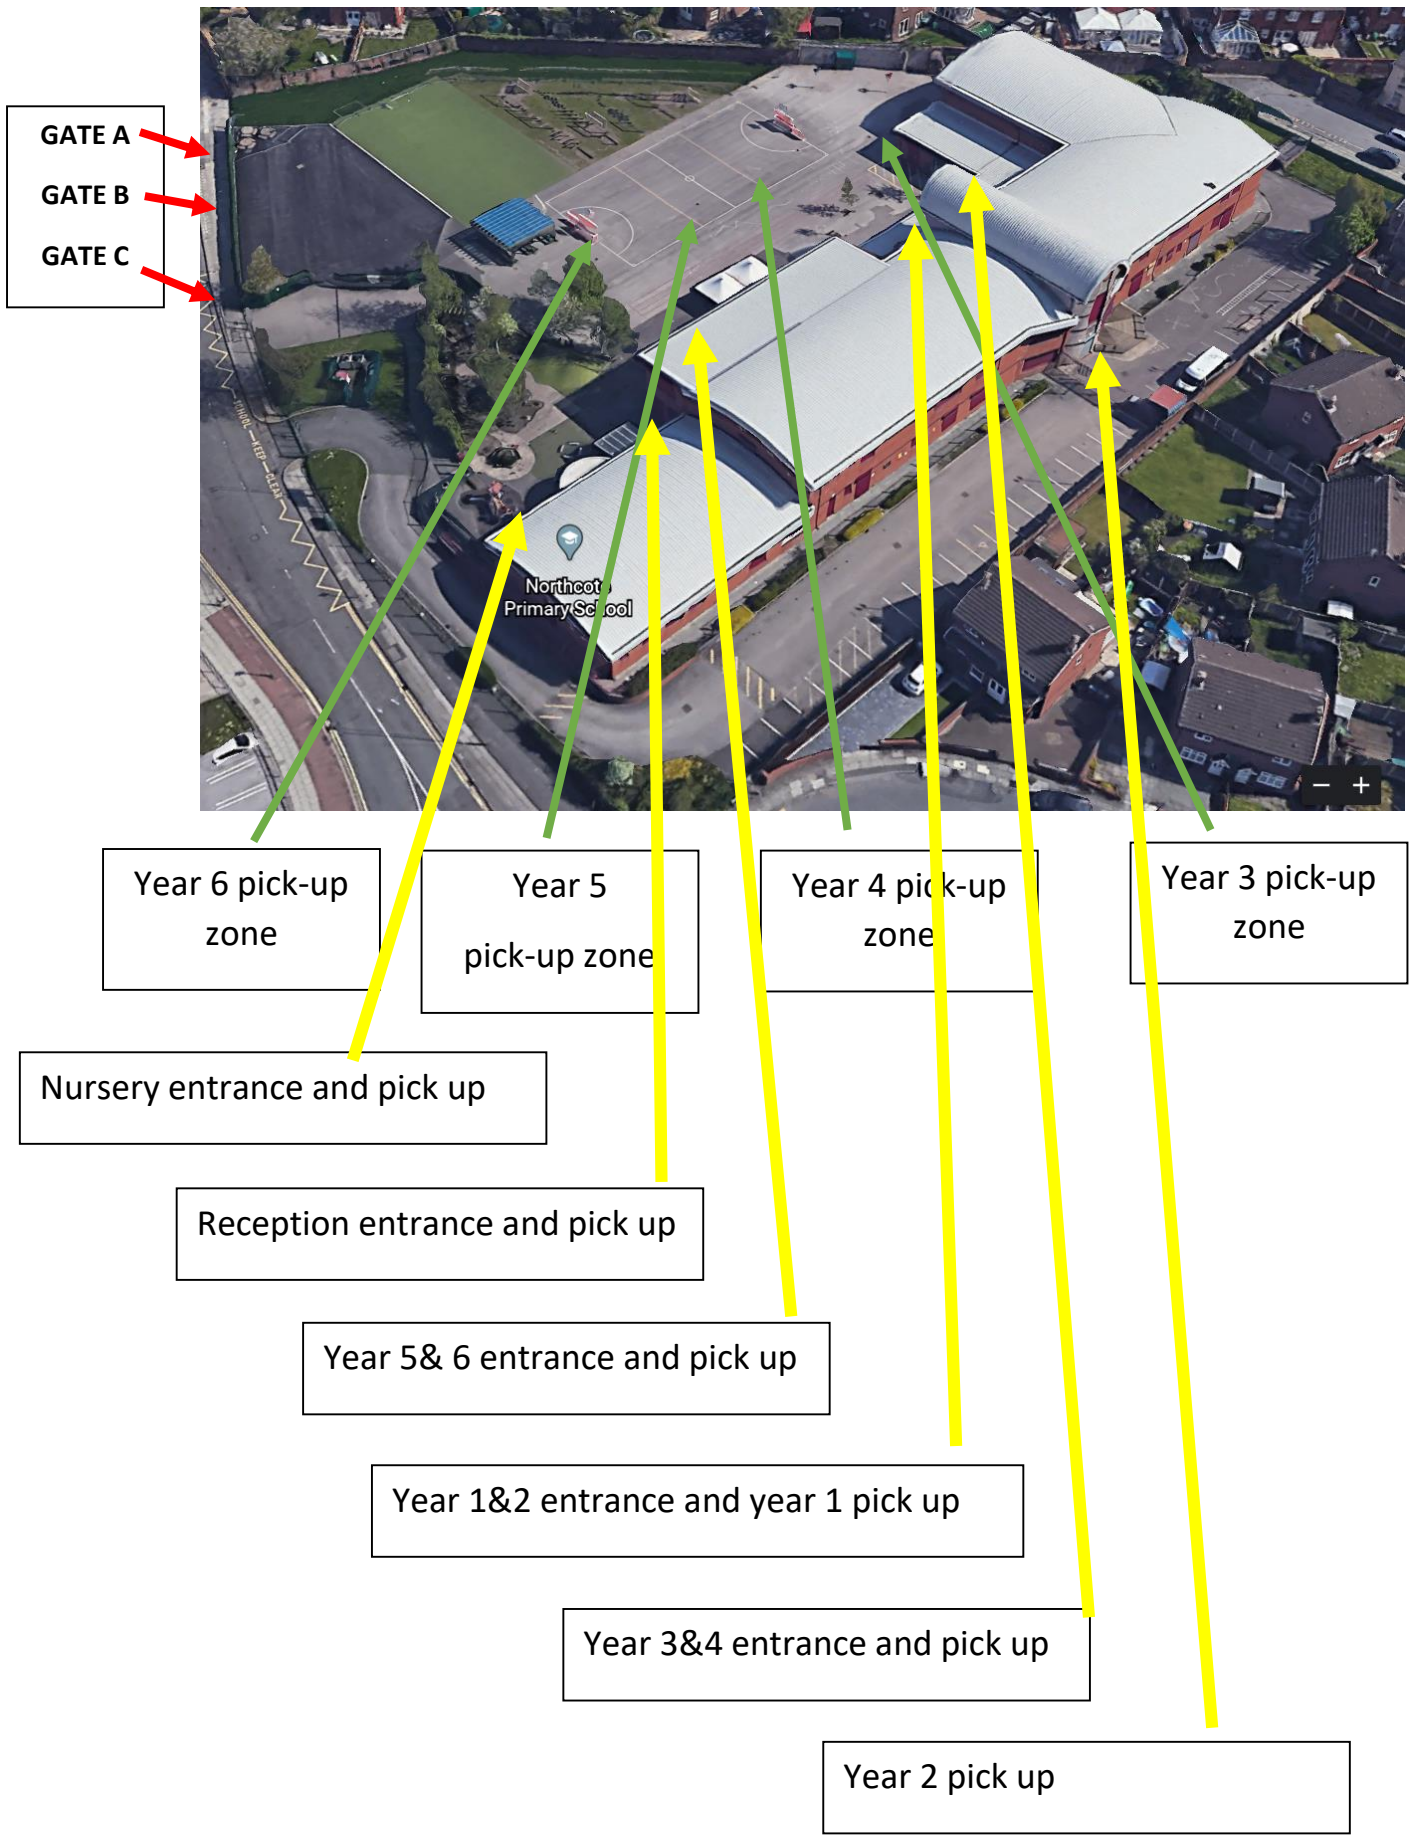 GATE A
GATE B
GATE C
SCHOOL KEEP CLEAR
Northcote
Primary School
− +
Year 6 pick-up
zone
Year 5
pick-up zone
Year 4 pick-up
zone
Year 3 pick-up
zone
Nursery entrance and pick up
Reception entrance and pick up
Year 5& 6 entrance and pick up
Year 1&2 entrance and year 1 pick up
Year 3&4 entrance and pick up
Year 2 pick up